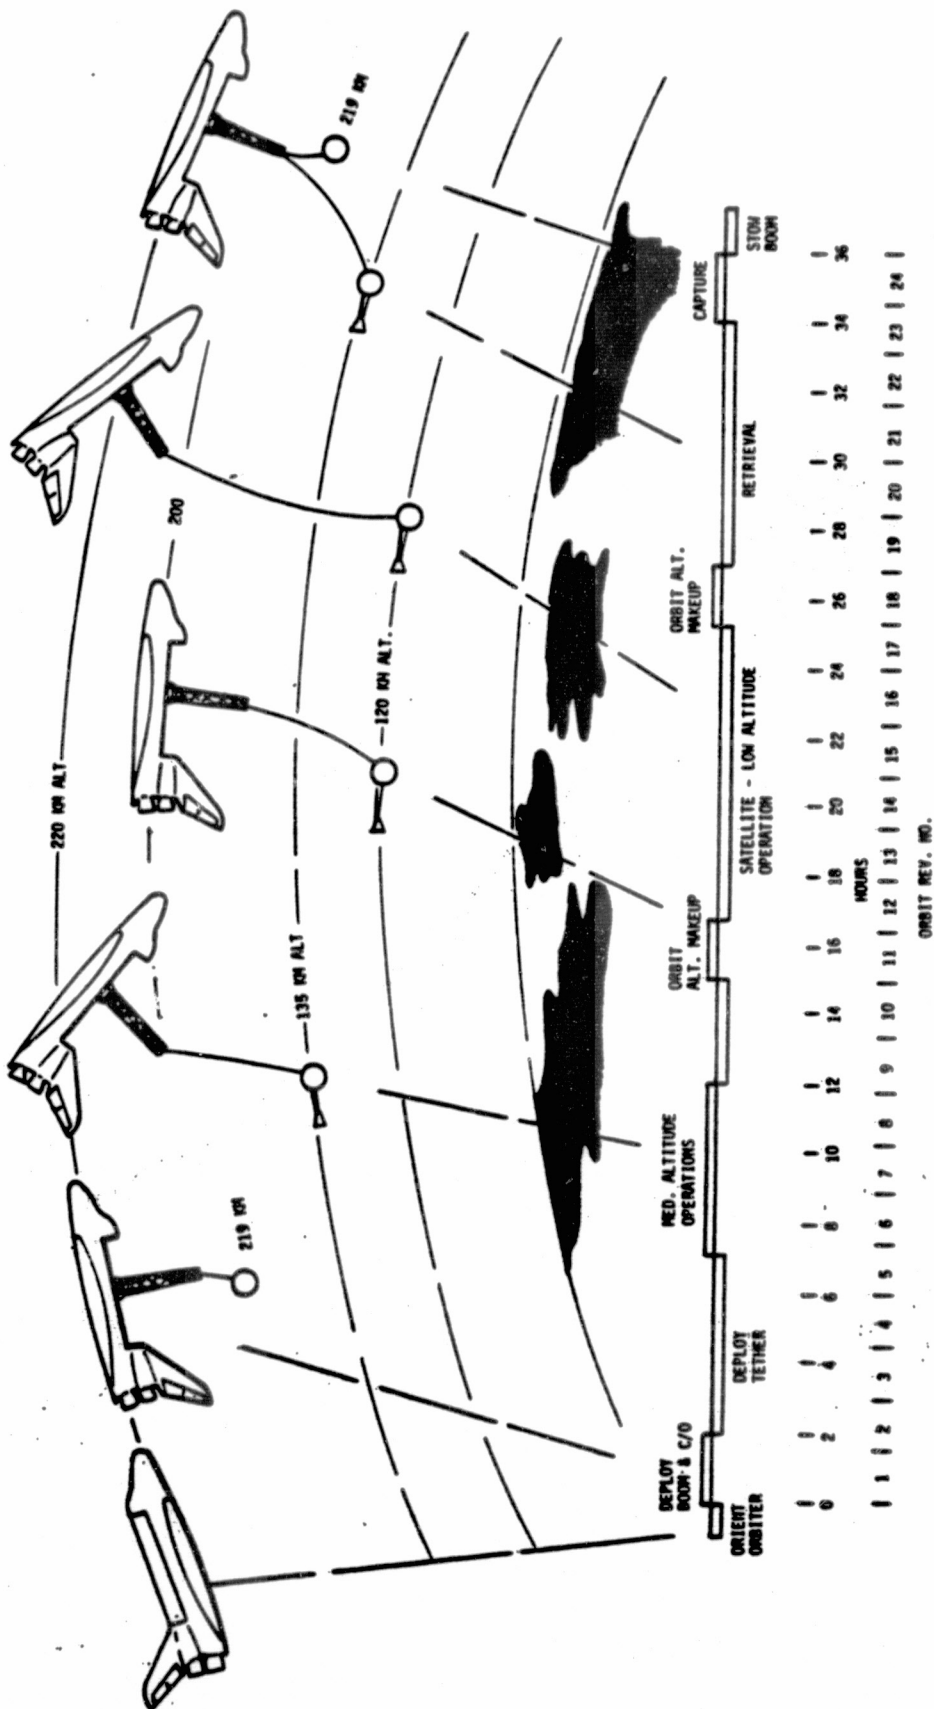 220 KM ALT
200
219 KM
219 KM
135 KM ALT
120 KM ALT.
ORIENT
ORBITER
DEPLOY
BOOM & C/O
DEPLOY
TETHER
MED. ALTITUDE
OPERATIONS
ORBIT
ALT. MAKEUP
SATELLITE - LOW ALTITUDE
OPERATION
ORBIT ALT.
MAKEUP
RETRIEVAL
CAPTURE
STOW
BOOM
0 2 4 6 8 10 12 14 16 18 20 22 24 26 28 30 32 34 36
HOURS
1 2 3 4 5 6 7 8 9 10 11 12 13 14 15 16 17 18 19 20 21 22 23 24
ORBIT REV. NO.